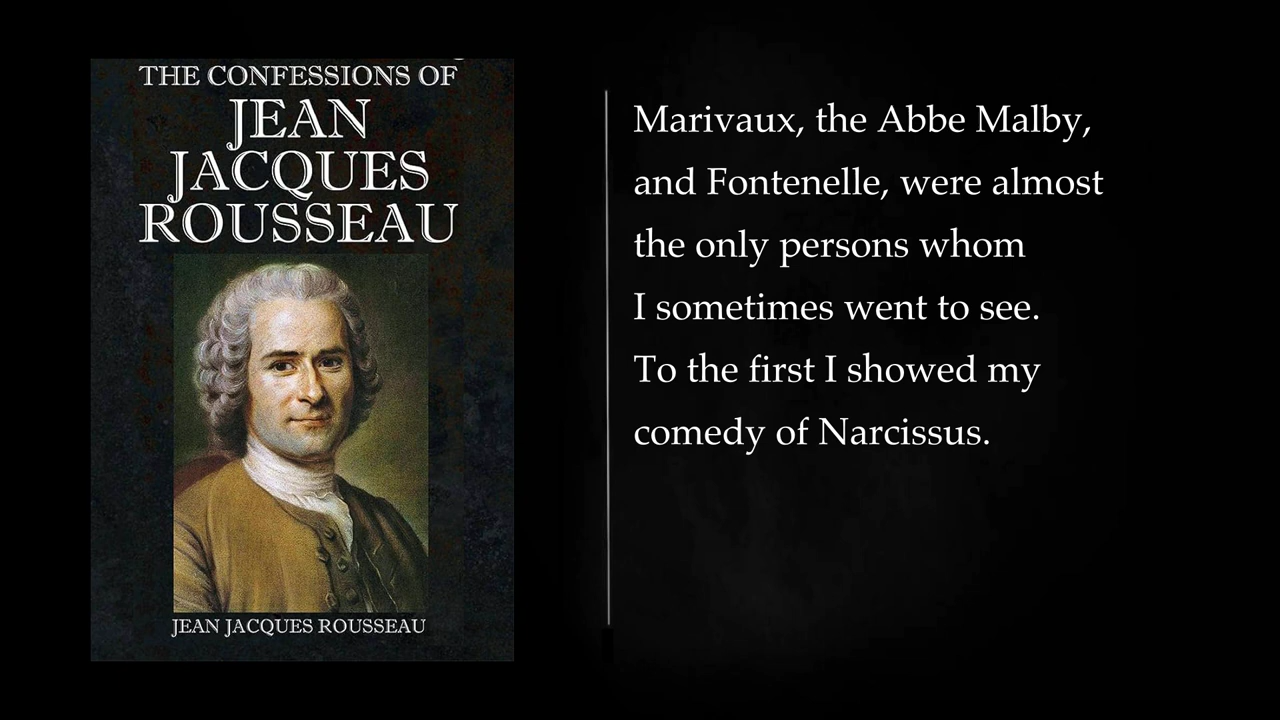 THE CONFESSIONS OF
JEAN
JACQUES
ROUSSEAU
JEAN JACQUES ROUSSEAU
Marivaux, the Abbe Malby,
and Fontenelle, were almost
the only persons whom
I sometimes went to see.
To the first I showed my
comedy of Narcissus.